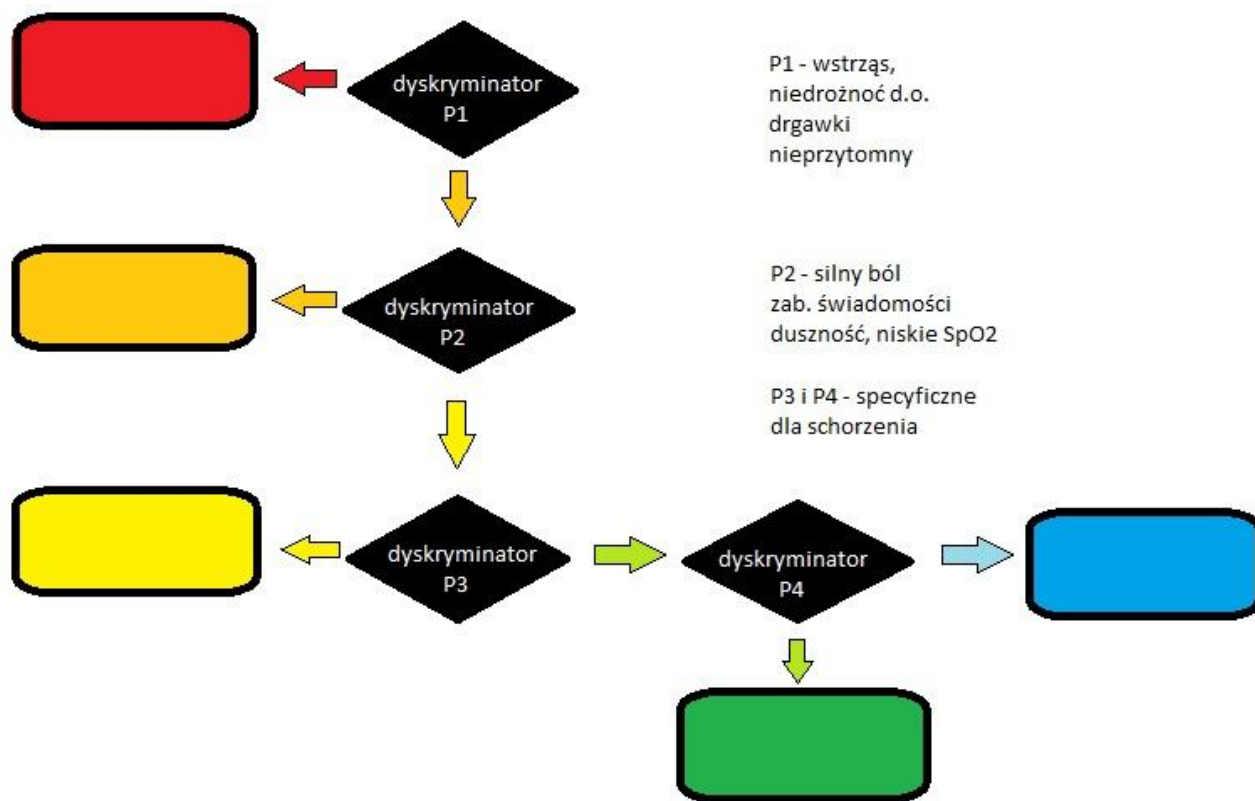 dyskryminator
P1
P1 - wstrząs,
niedrożnoć d.o.
drgawki
nieprzytomny
dyskryminator
P2
P2 - silny ból
zab. świadomości
duszność, niskie SpO2
P3 i P4 - specyficzne
dla schorzenia
dyskryminator
P3
dyskryminator
P4